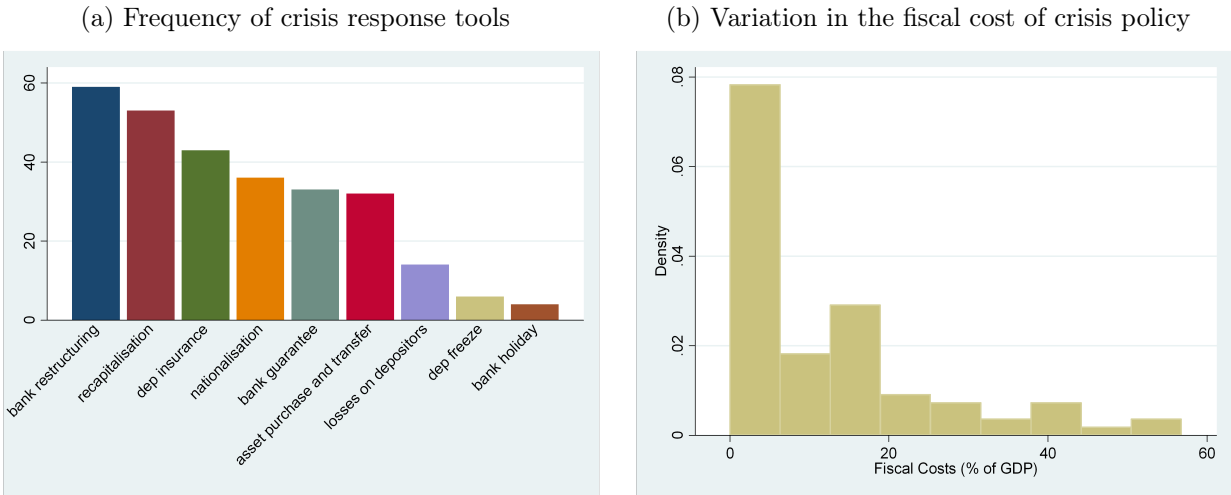 (a) Frequency of crisis response tools
60
40
20
0
bank restructuring
recapitalisation
dep insurance
nationalisation
bank guarantee
asset purchase and transfer
losses on depositors
dep freeze
bank holiday
(b) Variation in the fiscal cost of crisis policy
Density
.08
.06
.04
.02
0
0 20 40 60
Fiscal Costs (% of GDP)